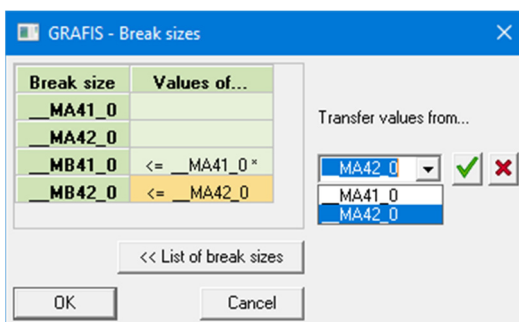 GRAFIS - Break sizes
Break size Values of...
__MA41_0
__MA42_0
__MB41_0 <= __MA41_0*
__MB42_0 <= __MA42_0
Transfer values from...
__MA42_0
__MA41_0
__MA42_0
<< List of break sizes
OK Cancel